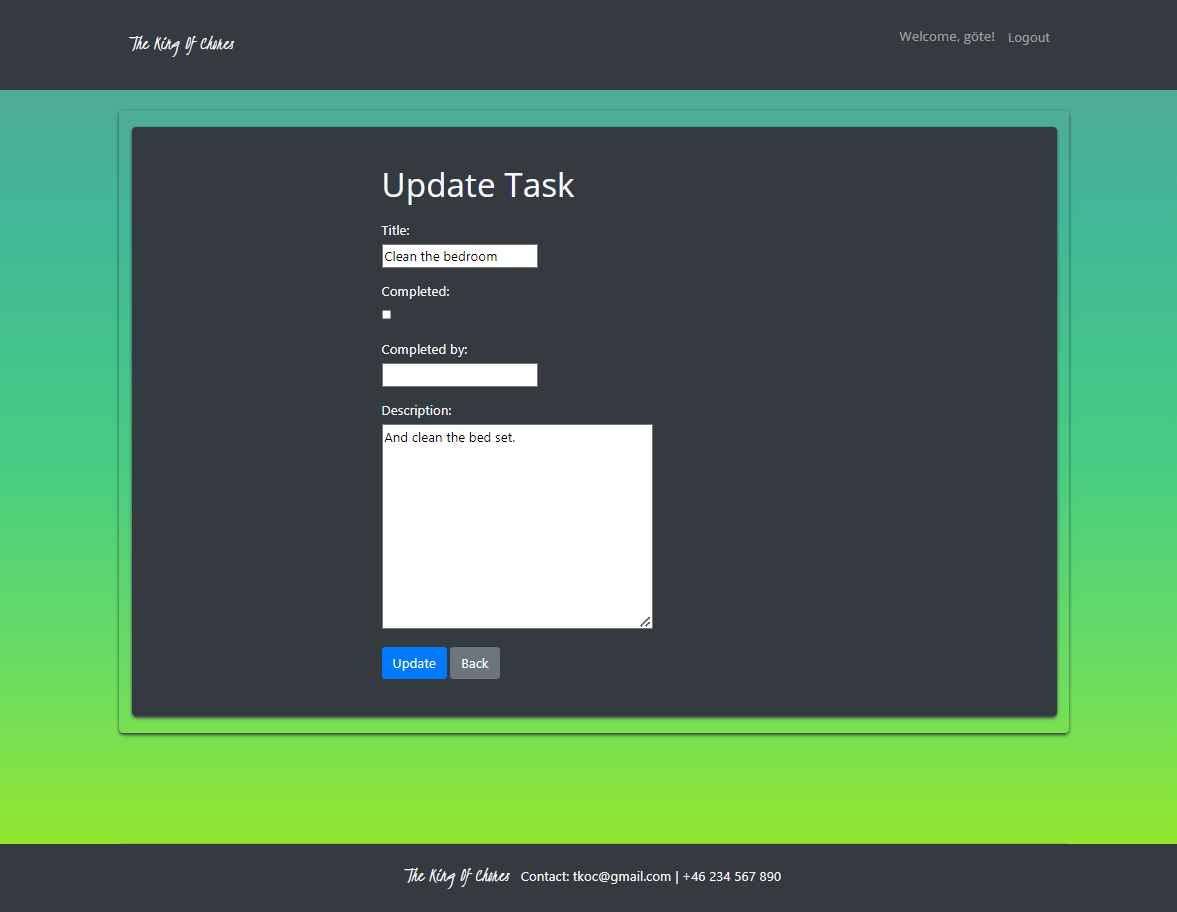 The King Of Chores
Welcome, göte! Logout
Update Task
Title:
Clean the bedroom
Completed:
Completed by:
Description:
And clean the bed set.
Update Back
The King Of Chores Contact: tkoc@gmail.com | +46 234 567 890